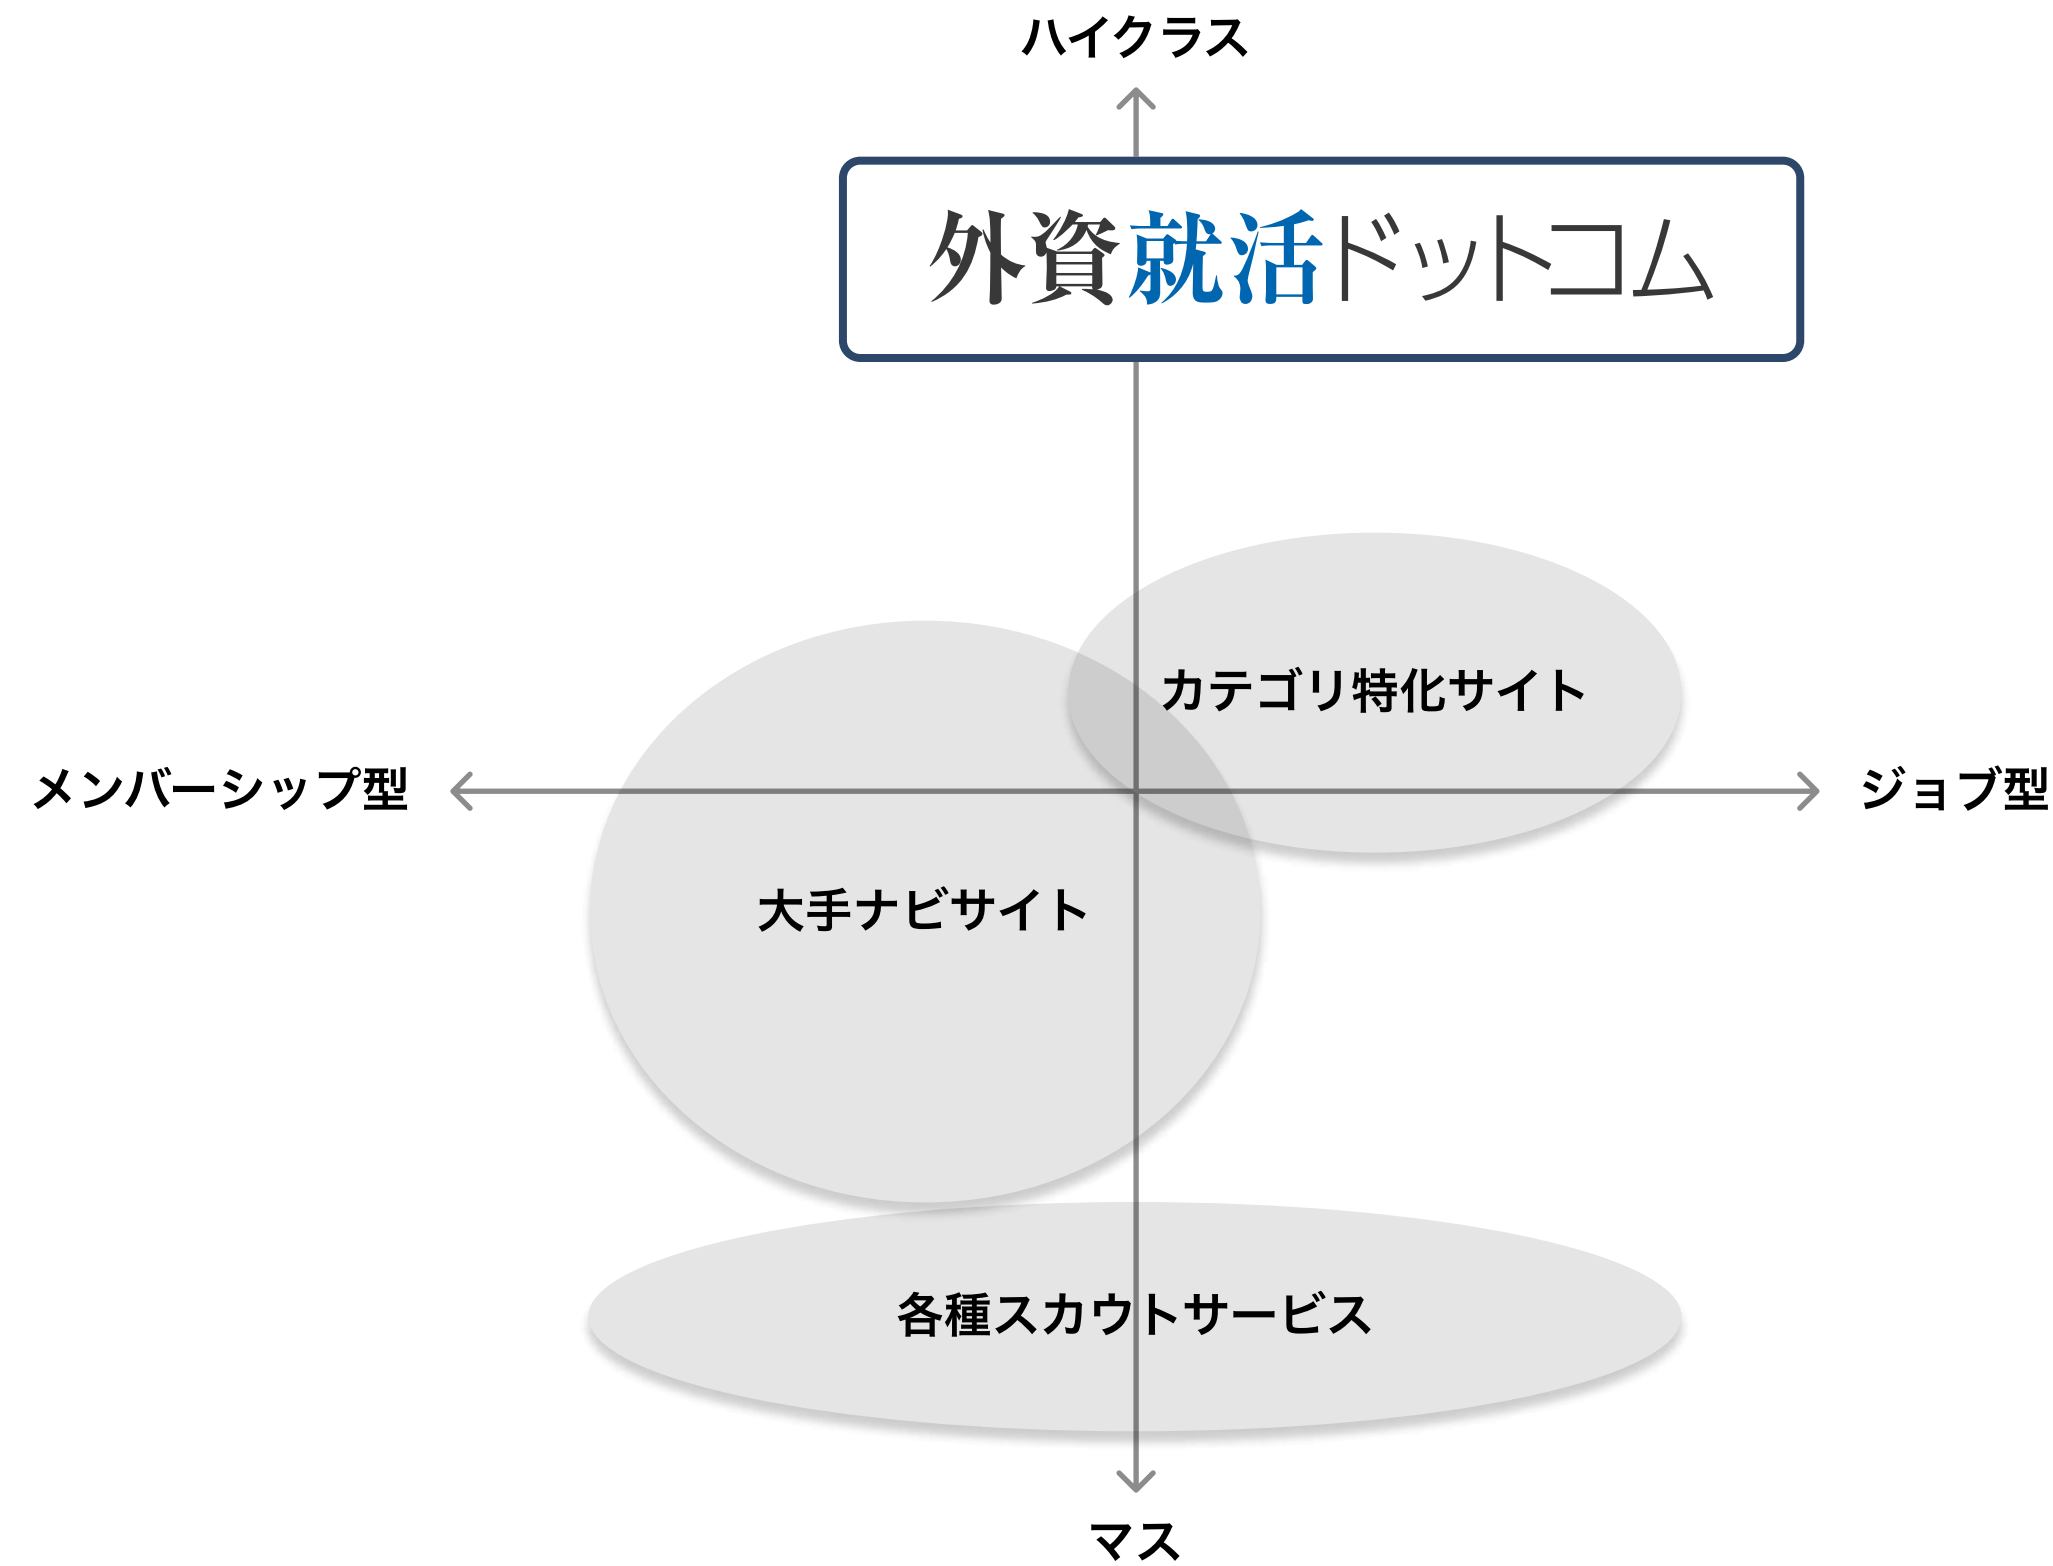 ハイクラス
外資就活ドットコム
カテゴリ特化サイト
メンバーシップ型
ジョブ型
大手ナビサイト
各種スカウトサービス
マス